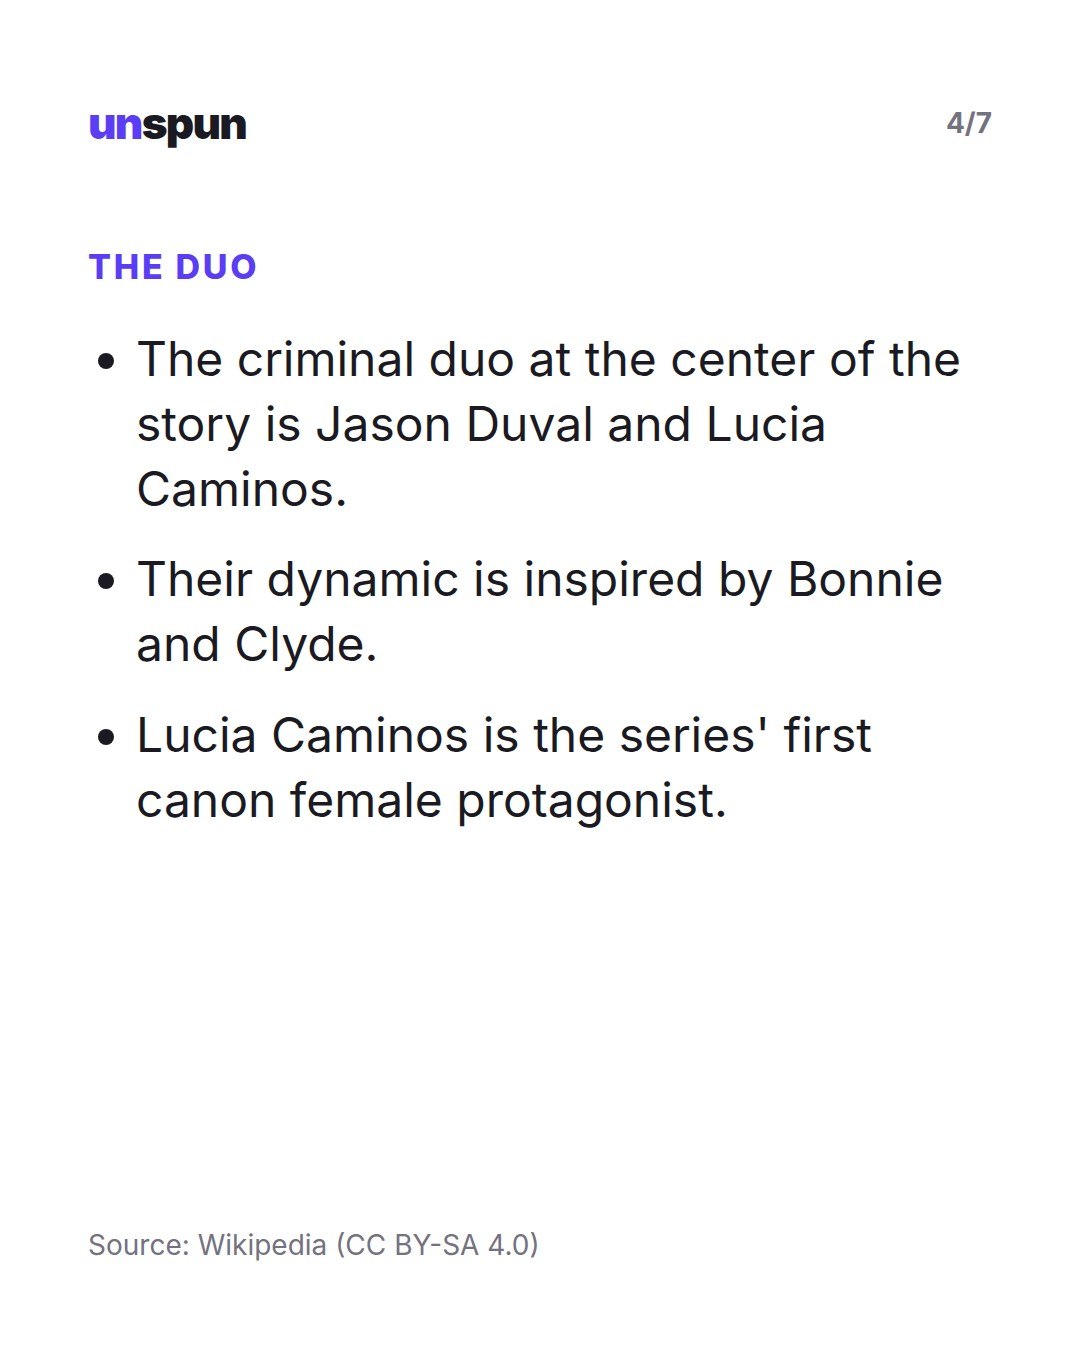 unspun
4/7
THE DUO
• The criminal duo at the center of the
story is Jason Duval and Lucia
Caminos.
• Their dynamic is inspired by Bonnie
and Clyde.
• Lucia Caminos is the series' first
canon female protagonist.
Source: Wikipedia (CC BY-SA 4.0)